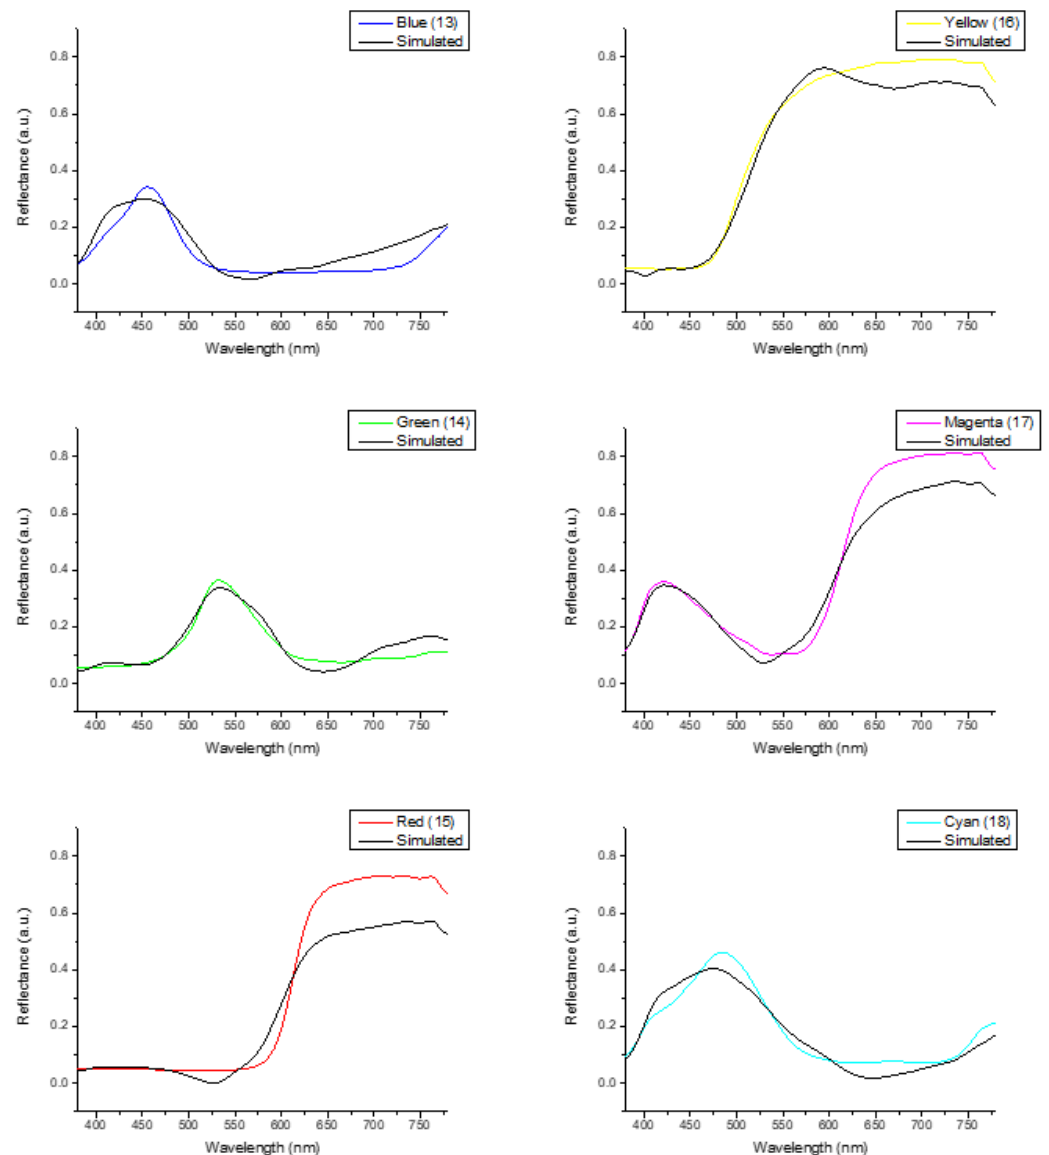 Blue (13)
Simulated
0.8
0.6
0.4
0.2
0.0
Reflectance (a.u.)
400 450 500 550 600 650 700 750
Wavelength (nm)
Yellow (16)
Simulated
0.8
0.6
0.4
0.2
0.0
Reflectance (a.u.)
400 450 500 550 600 650 700 750
Wavelength (nm)
Green (14)
Simulated
0.8
0.6
0.4
0.2
0.0
Reflectance (a.u.)
400 450 500 550 600 650 700 750
Wavelength (nm)
Magenta (17)
Simulated
0.8
0.6
0.4
0.2
0.0
Reflectance (a.u.)
400 450 500 550 600 650 700 750
Wavelength (nm)
Red (15)
Simulated
0.8
0.6
0.4
0.2
0.0
Reflectance (a.u.)
400 450 500 550 600 650 700 750
Wavelength (nm)
Cyan (18)
Simulated
0.8
0.6
0.4
0.2
0.0
Reflectance (a.u.)
400 450 500 550 600 650 700 750
Wavelength (nm)